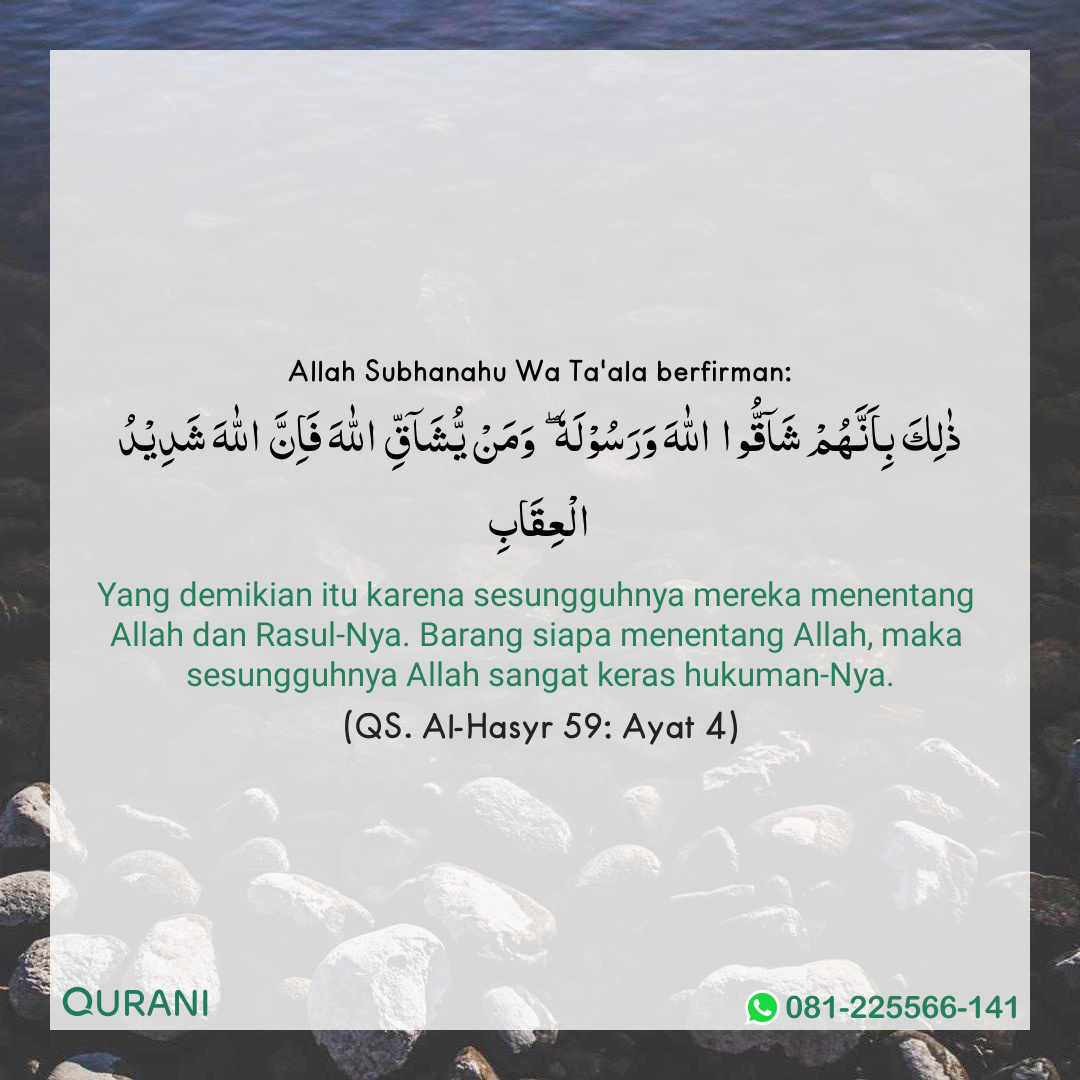 Allah Subhanahu Wa Ta'ala berfirman:
ذٰلِكَ بِاَنَّهُمْ شَآقُّوا اللّٰهَ وَرَسُوْلَهٗ ۖ وَمَنْ يُّشَآقِّ اللّٰهَ فَاِنَّ اللّٰهَ شَدِيْدُ
الْعِقَابِ
Yang demikian itu karena sesungguhnya mereka menentang
Allah dan Rasul-Nya. Barang siapa menentang Allah, maka
sesungguhnya Allah sangat keras hukuman-Nya.
(QS. Al-Hasyr 59: Ayat 4)
QURANI
081-225566-141